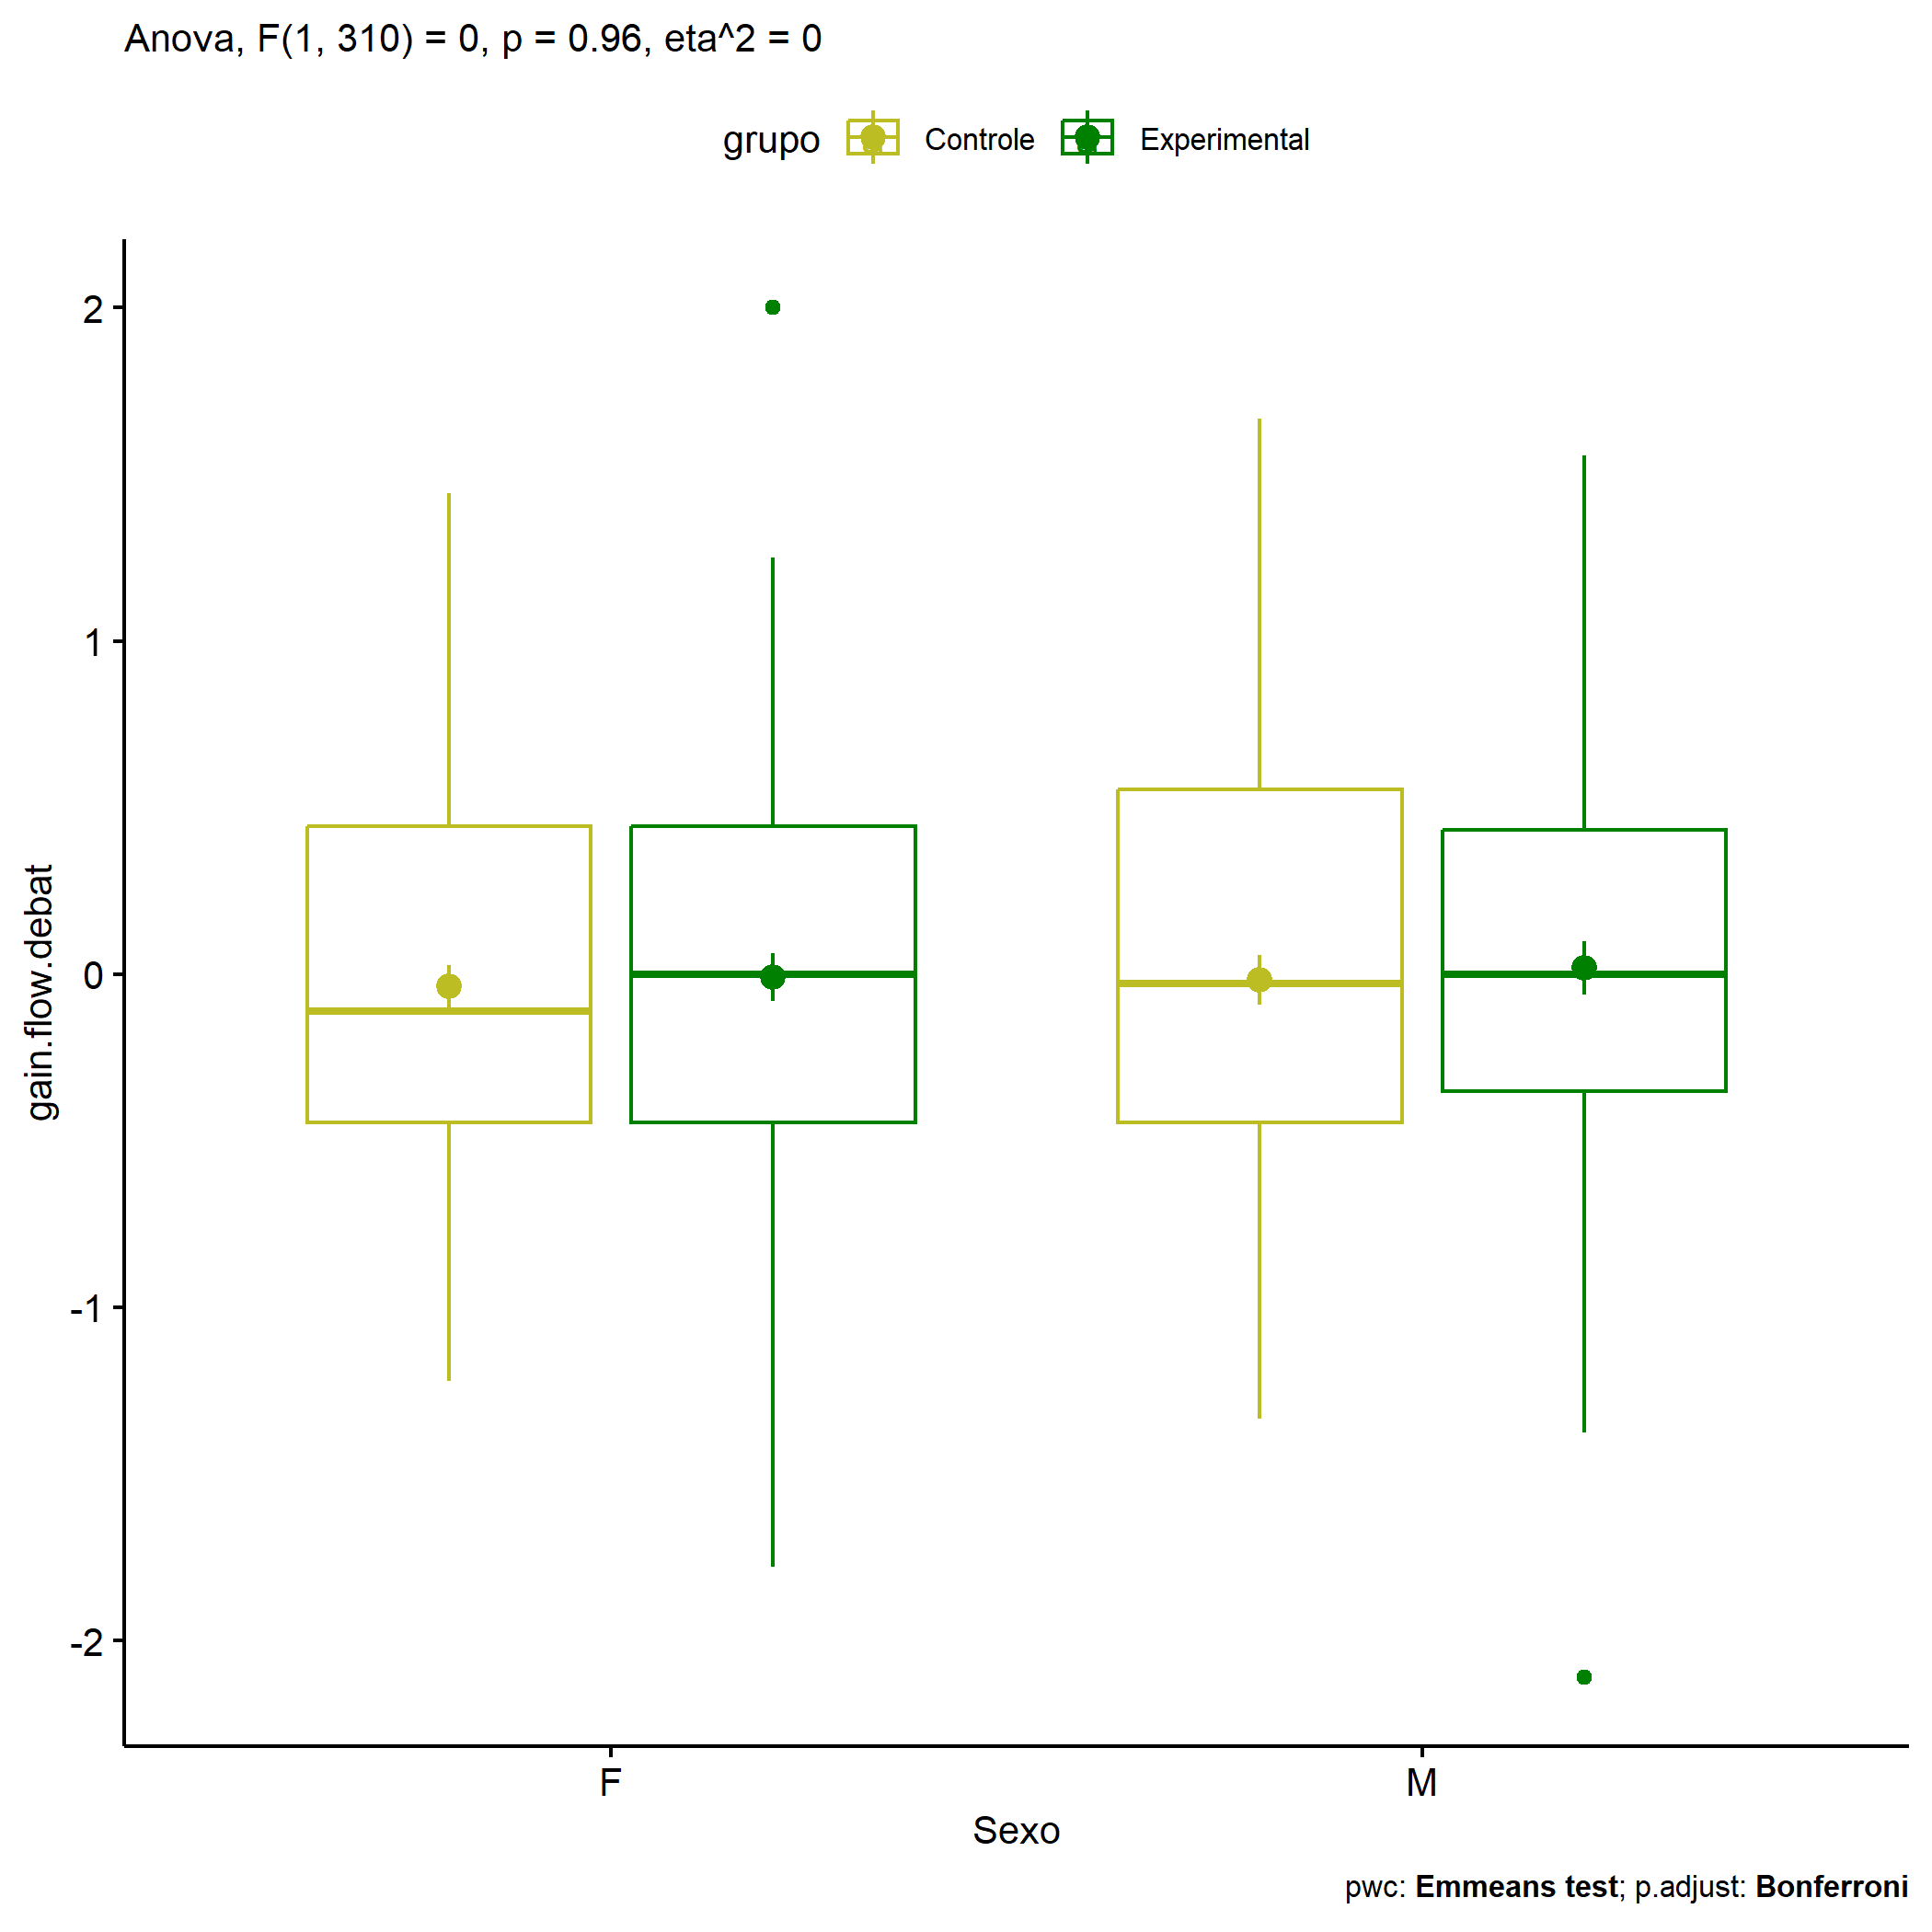 Anova, F(1, 310) = 0, p = 0.96, eta^2 = 0
grupo Controle Experimental
2
1
0
-1
-2
gain.flow.debat
F M
Sexo
pwc: Emmeans test; p.adjust: Bonferroni